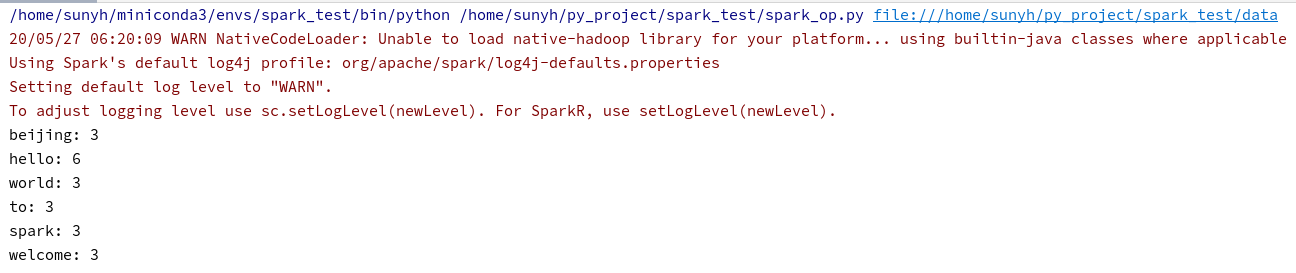 /home/sunyh/miniconda3/envs/spark_test/bin/python /home/sunyh/py_project/spark_test/spark_op.py file:///home/sunyh/py_project/spark_test/data
20/05/27 06:20:09 WARN NativeCodeLoader: Unable to load native-hadoop library for your platform... using builtin-java classes where applicable
Using Spark's default log4j profile: org/apache/spark/log4j-defaults.properties
Setting default log level to "WARN".
To adjust logging level use sc.setLogLevel(newLevel). For SparkR, use setLogLevel(newLevel).
beijing: 3
hello: 6
world: 3
to: 3
spark: 3
welcome: 3